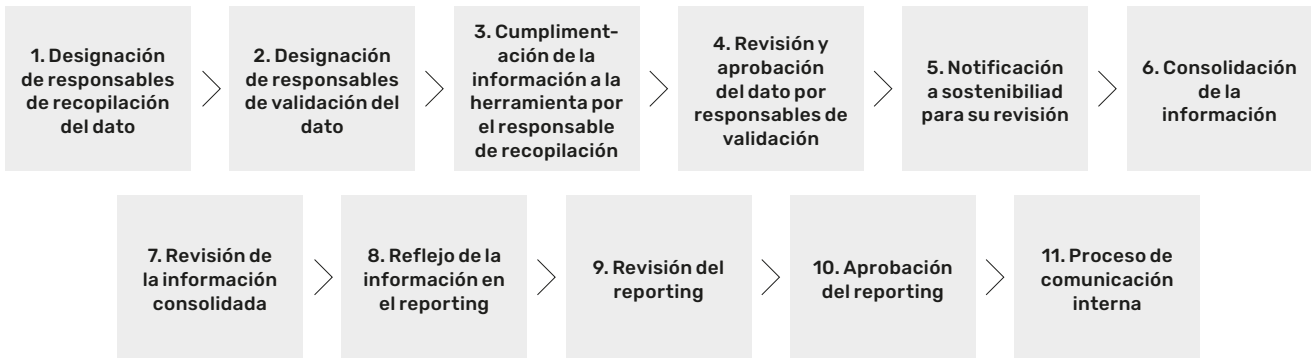 1. Designación
de responsables
de recopilación
del dato
2. Designación
de responsables
de validación del
dato
3. Cumpliment-
ación de la
información a la
herramienta por
el responsable
de recopilación
4. Revisión y
aprobación
del dato por
responsables de
validación
5. Notificación
a sostenibiliad
para su revisión
6. Consolidación
de la
información
7. Revisión de
la información
consolidada
8. Reflejo de la
información en
el reporting
9. Revisión del
reporting
10. Aprobación
del reporting
11. Proceso de
comunicación
interna